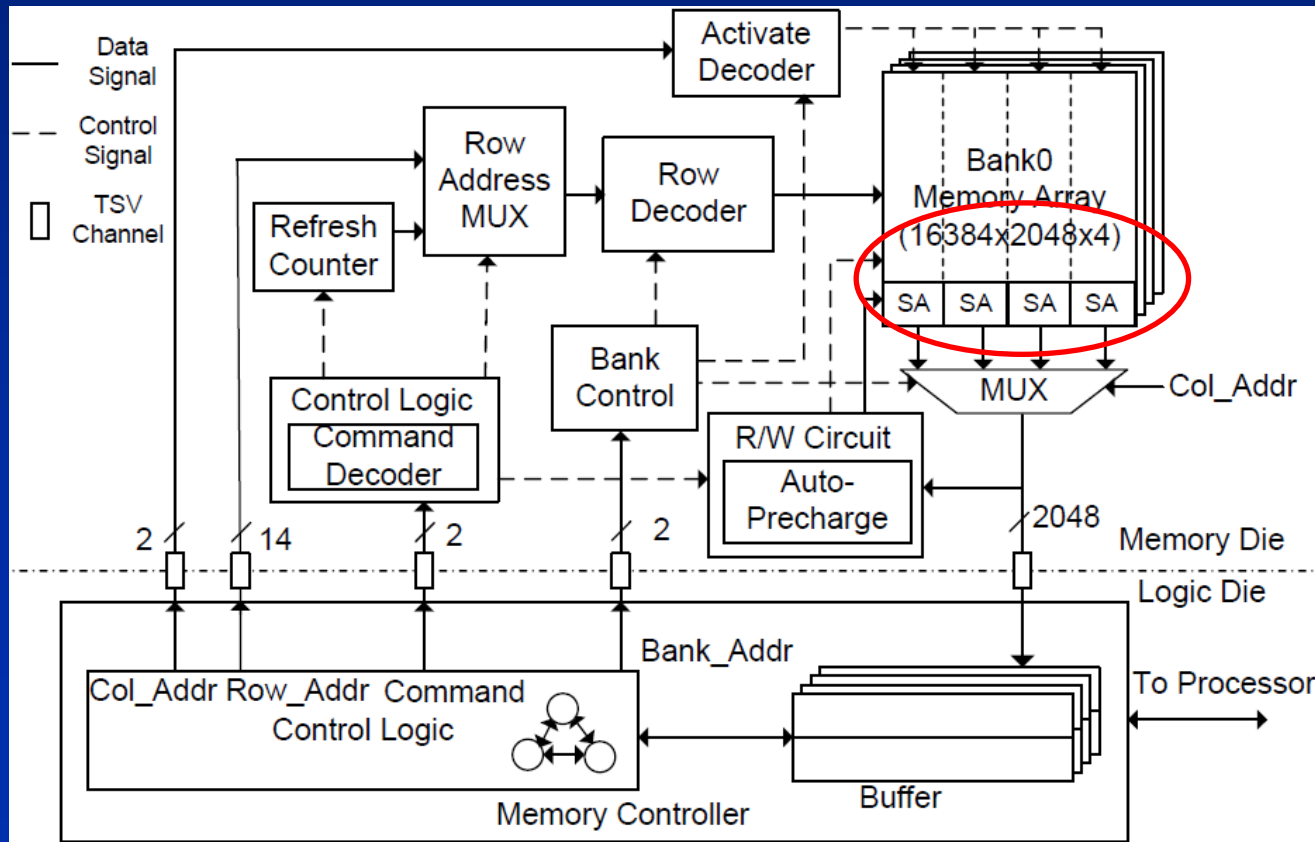 Data
Signal
Control
Signal
TSV
Channel
Activate
Decoder
Row
Address
MUX
Row
Decoder
Refresh
Counter
Bank0
Memory Array
(16384x2048x4)
SA SA SA SA
Bank
Control
MUX
Col_Addr
Control Logic
Command
Decoder
R/W Circuit
Auto-
Precharge
2 14 2 2 2048
Memory Die
Logic Die
Bank_Addr
Col_Addr Row_Addr Command
Control Logic
To Processor
Buffer
Memory Controller